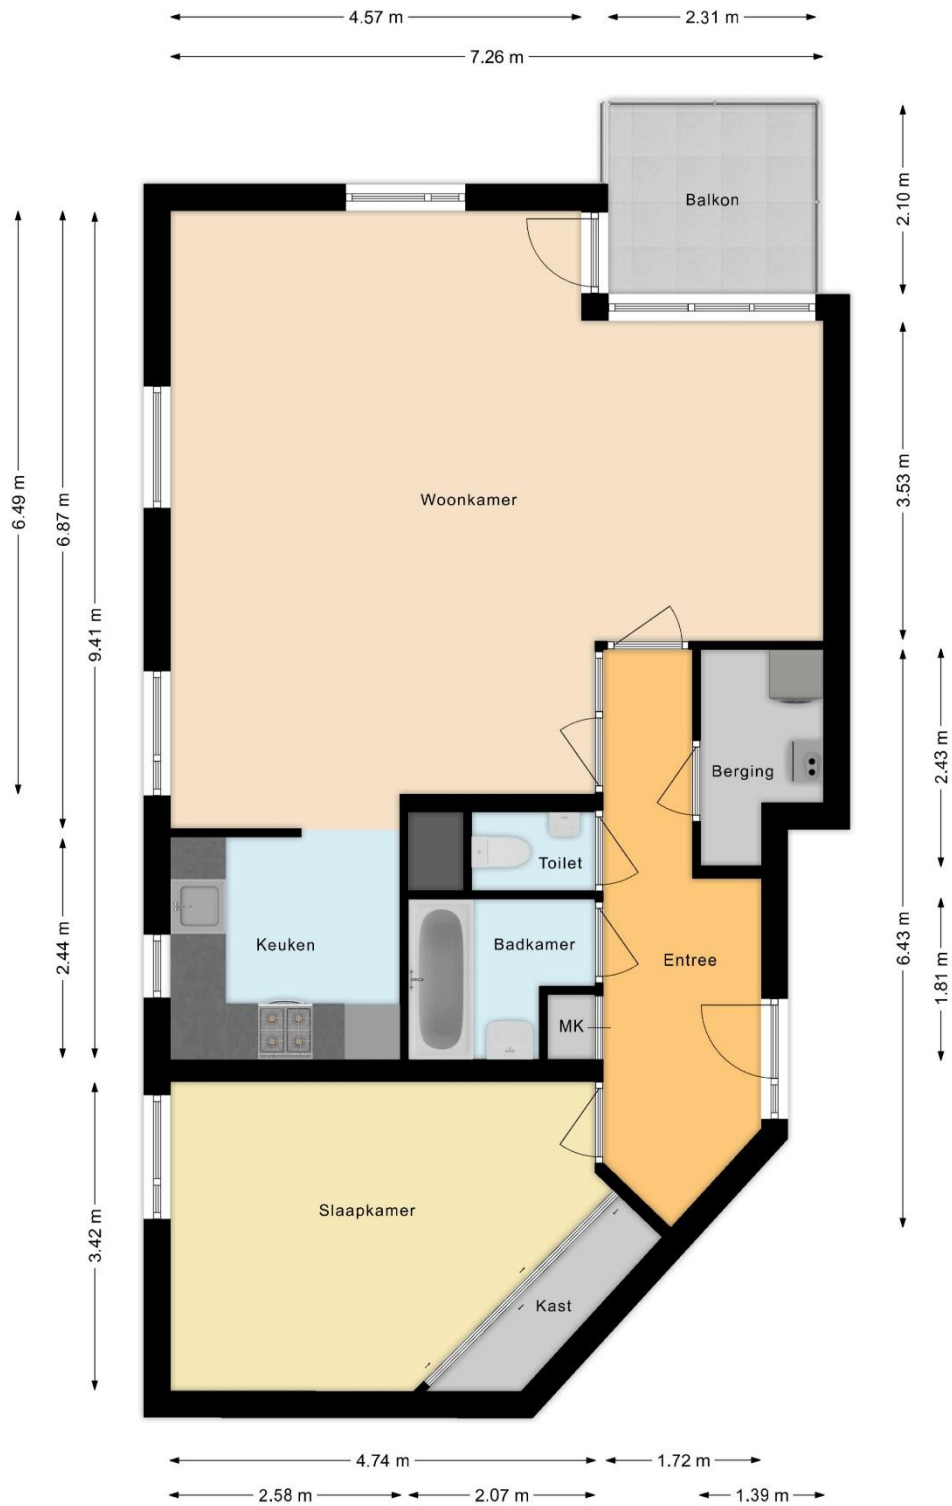 4.57 m
2.31 m
7.26 m
Balkon
2.10 m
6.49 m
6.87 m
9.41 m
Woonkamer
3.53 m
Berging
2.43 m
Toilet
Keuken
Badkamer
Entree
2.44 m
6.43 m
1.81 m
MK
Slaapkamer
3.42 m
Kast
4.74 m
1.72 m
2.58 m
2.07 m
1.39 m